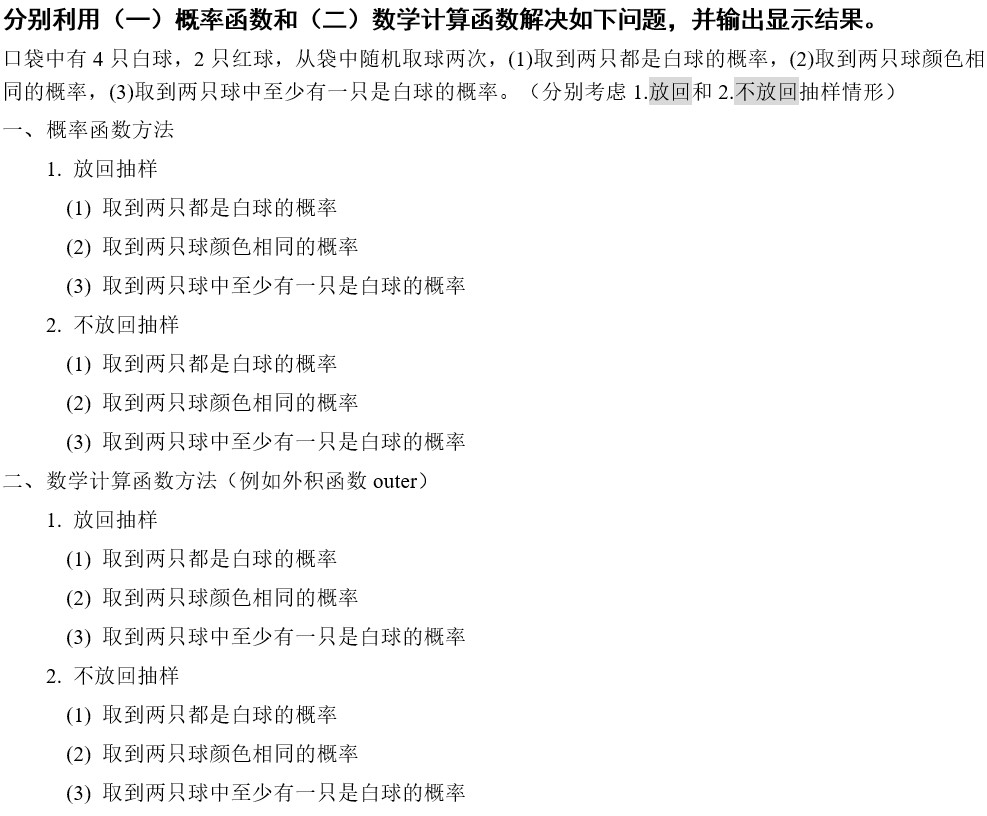 分别利用（一）概率函数和（二）数学计算函数解决如下问题，并输出显示结果。
口袋中有 4 只白球，2 只红球，从袋中随机取球两次，(1)取到两只都是白球的概率，(2)取到两只球颜色相
同的概率，(3)取到两只球中至少有一只是白球的概率。（分别考虑 1.放回和 2.不放回抽样情形）
一、概率函数方法
1. 放回抽样
(1) 取到两只都是白球的概率
(2) 取到两只球颜色相同的概率
(3) 取到两只球中至少有一只是白球的概率
2. 不放回抽样
(1) 取到两只都是白球的概率
(2) 取到两只球颜色相同的概率
(3) 取到两只球中至少有一只是白球的概率
二、数学计算函数方法（例如外积函数 outer）
1. 放回抽样
(1) 取到两只都是白球的概率
(2) 取到两只球颜色相同的概率
(3) 取到两只球中至少有一只是白球的概率
2. 不放回抽样
(1) 取到两只都是白球的概率
(2) 取到两只球颜色相同的概率
(3) 取到两只球中至少有一只是白球的概率